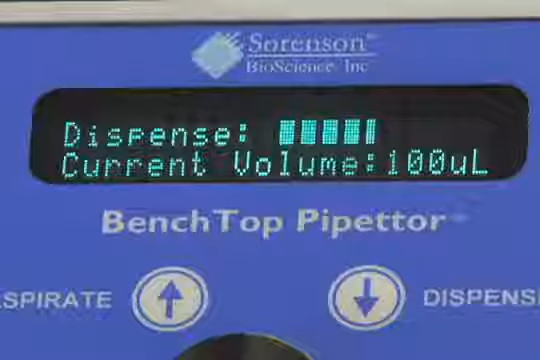 Sorenson
BioScience, Inc
Dispense:
Current Volume:100uL
BenchTop Pipettor
ASPIRATE
DISPENSE